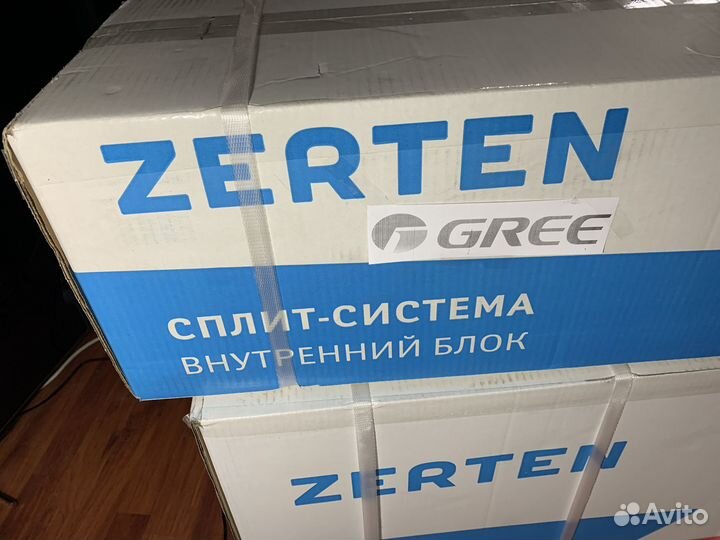 ZERTEN
GREE
СПЛИТ-СИСТЕМА
ВНУТРЕННИЙ БЛОК
ZERTEN
Avito